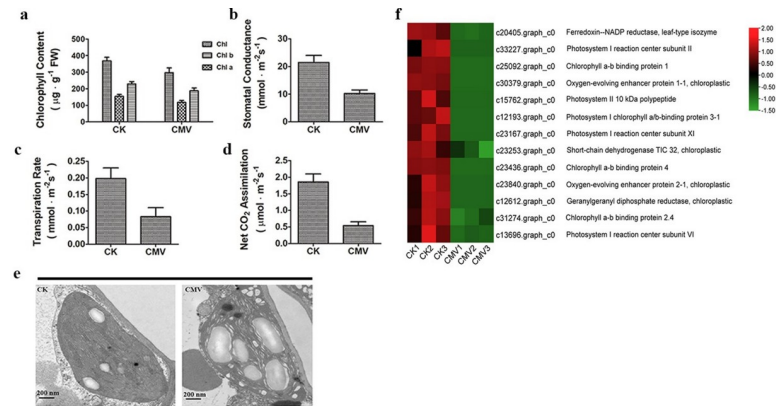 a
Chlorophyll Content
( μg · g⁻¹ FW)
500
400
300
200
100
0
Chl
Chl b
Chl a
CK
CMV
b
Stomatal Conductance
(mmol · m⁻²s⁻¹)
30
20
10
0
CK
CMV
c
Transpiration Rate
( mmol · m⁻²s⁻¹)
0.25
0.20
0.15
0.10
0.05
0.00
CK
CMV
d
Net CO₂ Assimilation
( μmol · m⁻²s⁻¹)
2.5
2.0
1.5
1.0
0.5
0.0
CK
CMV
e
CK
200 nm
CMV
200 nm
f
c20405.graph_c0 Ferredoxin--NADP reductase, leaf-type isozyme
c33227.graph_c0 Photosystem I reaction center subunit II
c25092.graph_c0 Chlorophyll a-b binding protein 1
c30379.graph_c0 Oxygen-evolving enhancer protein 1-1, chloroplastic
c15762.graph_c0 Photosystem II 10 kDa polypeptide
c12193.graph_c0 Photosystem I chlorophyll a/b-binding protein 3-1
c23167.graph_c0 Photosystem I reaction center subunit XI
c23253.graph_c0 Short-chain dehydrogenase TIC 32, chloroplastic
c23436.graph_c0 Chlorophyll a-b binding protein 4
c23840.graph_c0 Oxygen-evolving enhancer protein 2-1, chloroplastic
c12612.graph_c0 Geranylgeranyl diphosphate reductase, chloroplastic
c31274.graph_c0 Chlorophyll a-b binding protein 2.4
c13696.graph_c0 Photosystem I reaction center subunit VI
CK1
CK2
CK3
CMV1
CMV2
CMV3
2.00
1.50
1.00
0.50
0.00
-0.50
-1.00
-1.50